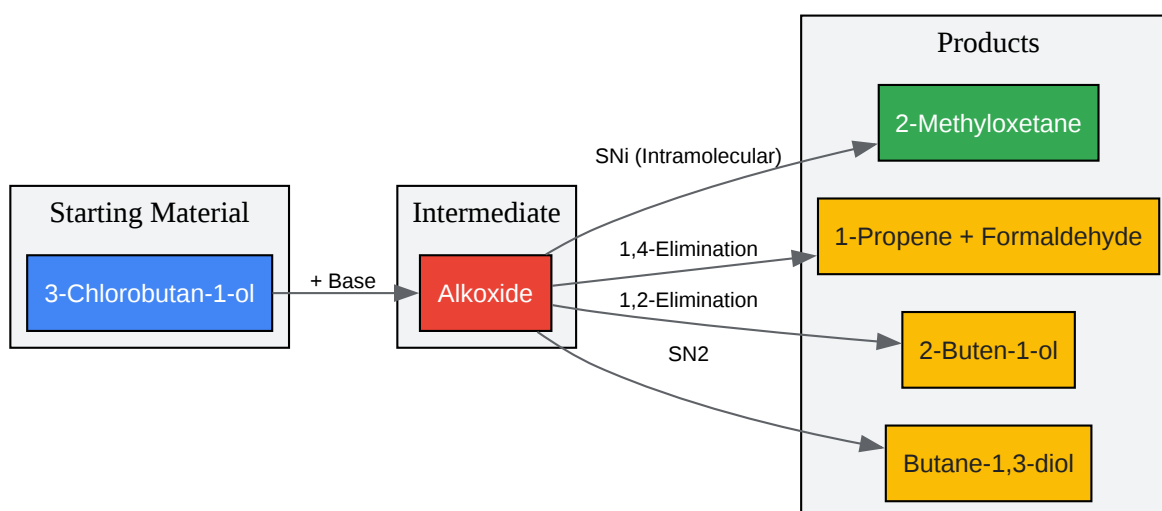 Products
2-Methyloxetane
SNi (Intramolecular)
Starting Material
Intermediate
1-Propene + Formaldehyde
1,4-Elimination
3-Chlorobutan-1-ol
+ Base
Alkoxide
1,2-Elimination
2-Buten-1-ol
SN2
Butane-1,3-diol